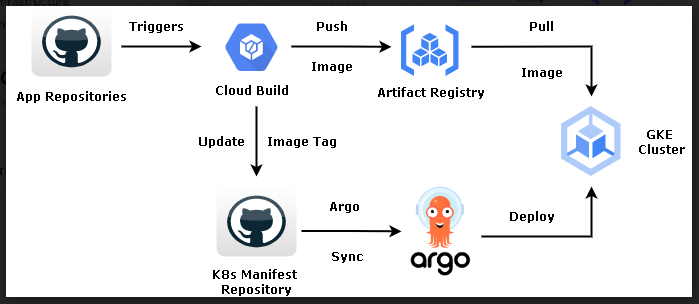 Triggers
Push
Pull
Image
Image
App Repositories
Cloud Build
Artifact Registry
GKE
Cluster
Update
Image Tag
Argo
Sync
argo
Deploy
K8s Manifest
Repository